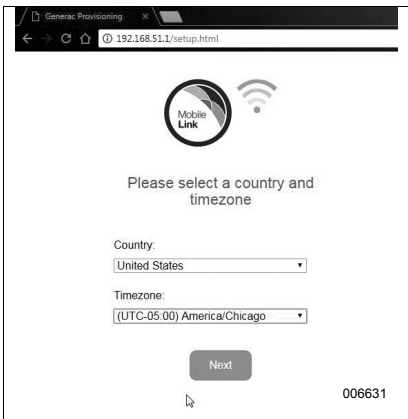 Generac Provisioning
192.168.51.1/setup.html
Mobile
Link
Please select a country and
timezone
Country:
United States
Timezone:
(UTC-05:00) America/Chicago
Next
006631